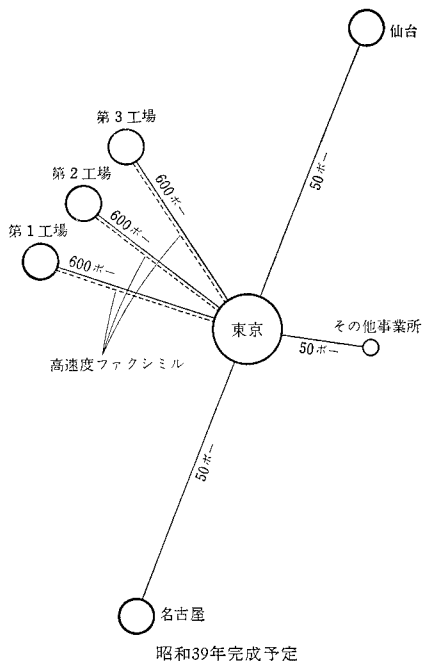 仙台
50ボー
第3工場
600ボー
第2工場
600ボー
第1工場
600ボー
東京
その他事業所
50ボー
高速度ファクシミル
50ボー
名古屋
昭和39年完成予定